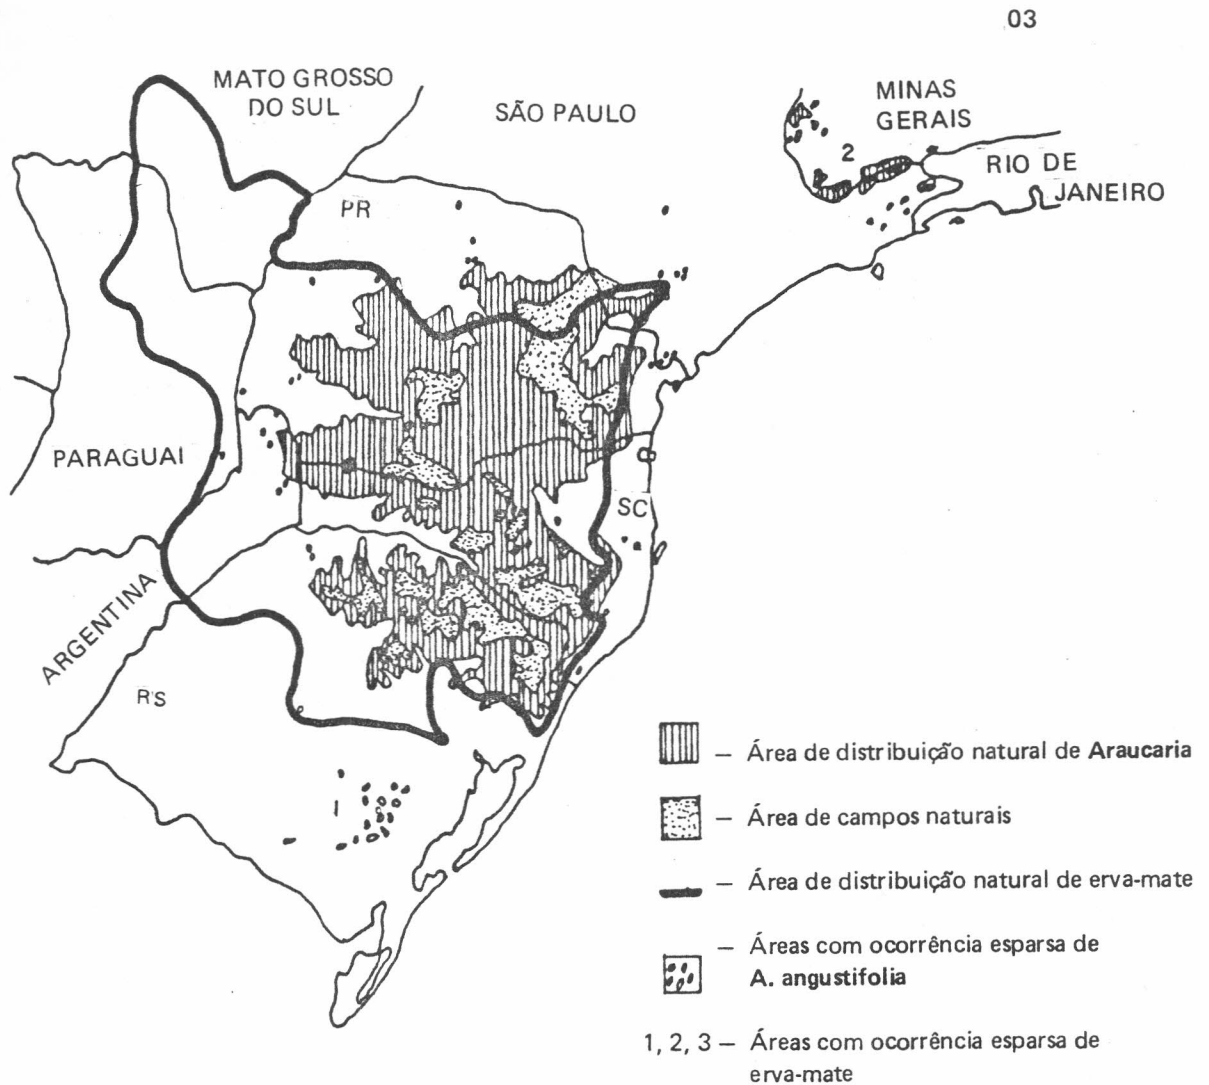 03
MATO GROSSO
DO SUL
SÃO PAULO
MINAS
GERAIS
2
RIO DE
JANEIRO
PR
PARAGUAI
SC
ARGENTINA
R'S
1
– Área de distribuição natural de Araucaria
– Área de campos naturais
– Área de distribuição natural de erva-mate
– Áreas com ocorrência esparsa de
A. angustifolia
1, 2, 3 – Áreas com ocorrência esparsa de
erva-mate